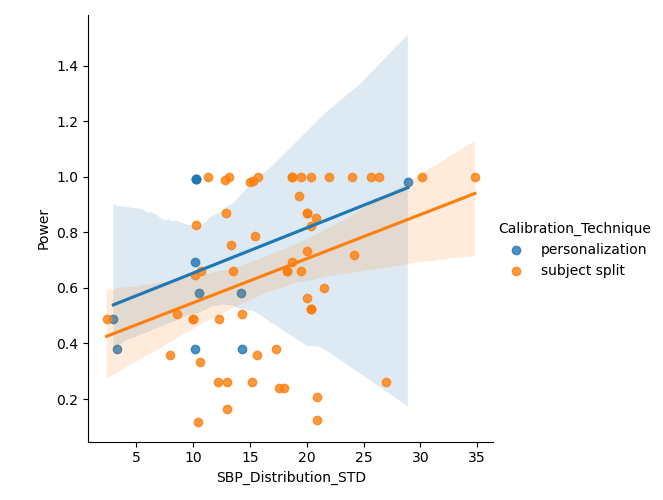 1.4
1.2
1.0
0.8
0.6
0.4
0.2
Power
5 10 15 20 25 30 35
SBP_Distribution_STD
Calibration_Technique
personalization
subject split